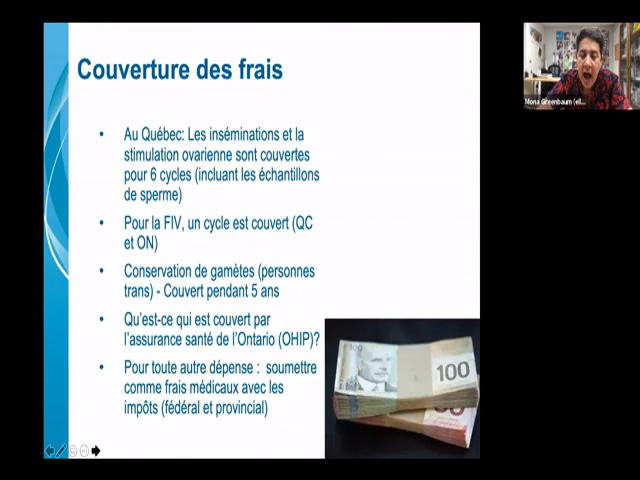 Couverture des frais
• Au Québec: Les inséminations et la
stimulation ovarienne sont couvertes
pour 6 cycles (incluant les échantillons
de sperme)
• Pour la FIV, un cycle est couvert (QC
et ON)
• Conservation de gamètes (personnes
trans) - Couvert pendant 5 ans
• Qu'est-ce qui est couvert par
l'assurance santé de l'Ontario (OHIP)?
• Pour toute autre dépense : soumettre
comme frais médicaux avec les
impôts (fédéral et provincial)
100
100
Mona Greenbaum (ell...